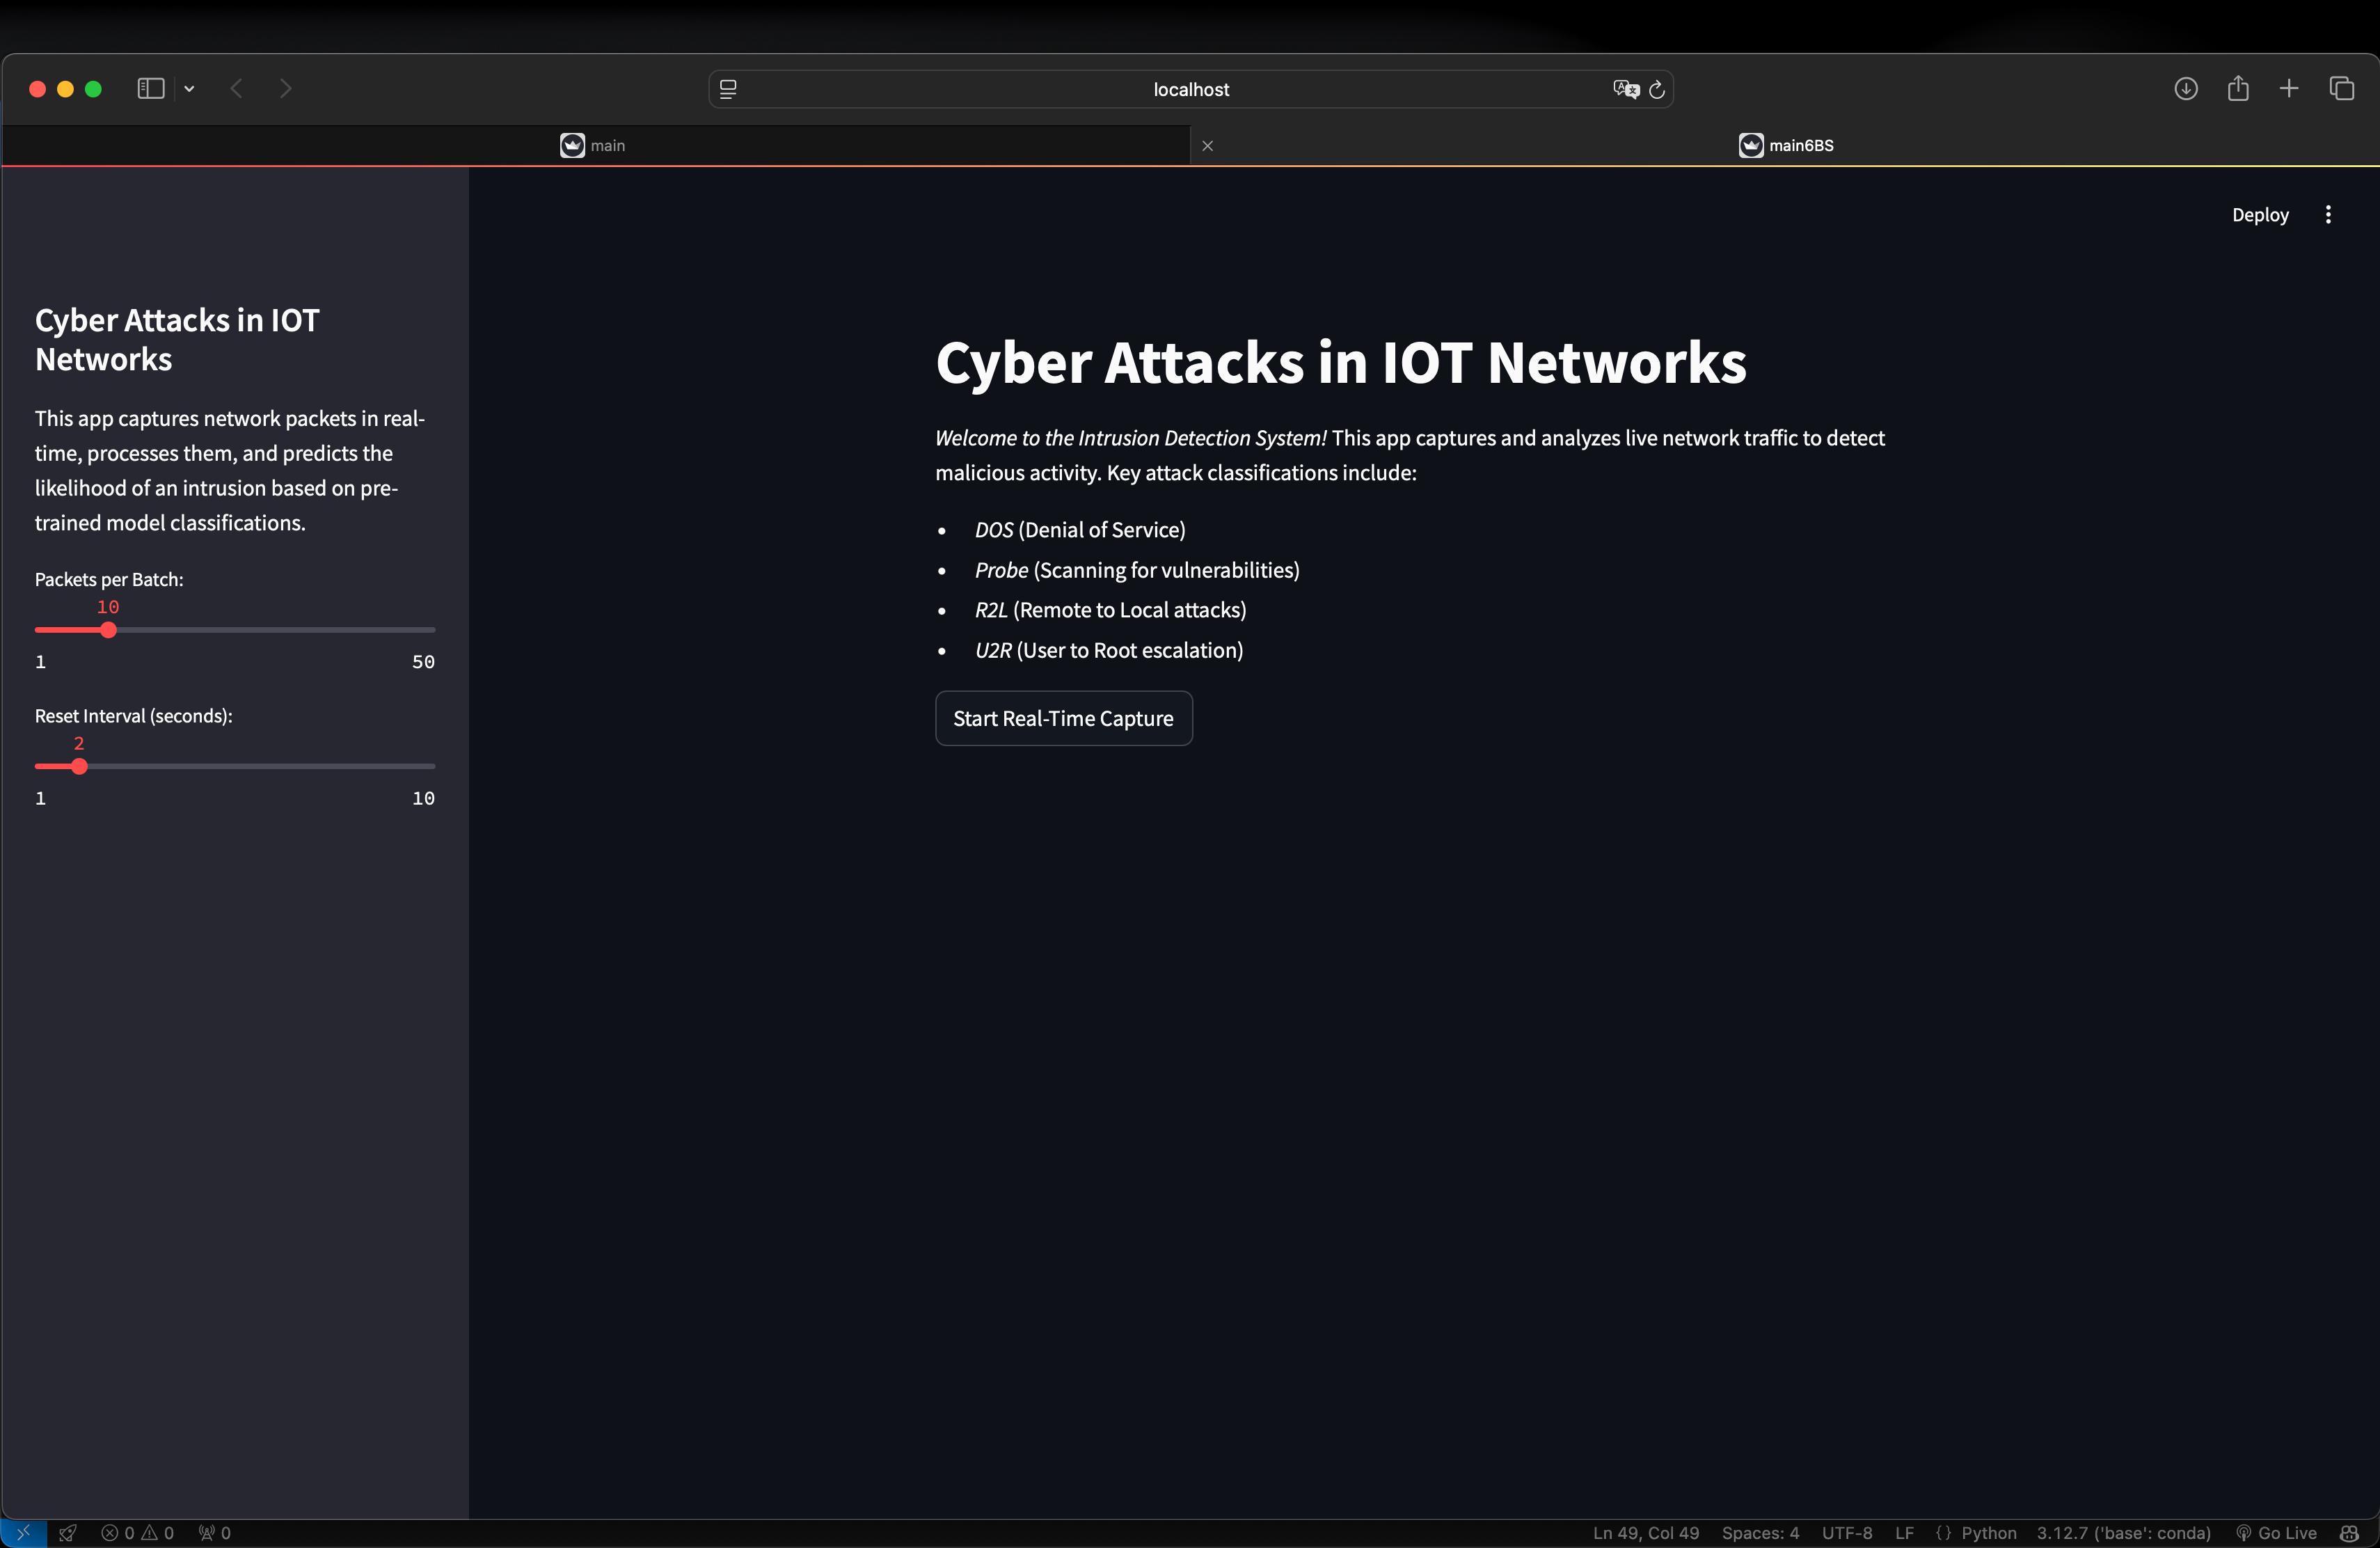 localhost
main
main6BS
Deploy
Cyber Attacks in IOT
Networks
This app captures network packets in real-
time, processes them, and predicts the
likelihood of an intrusion based on pre-
trained model classifications.
Packets per Batch:
10
1 50
Reset Interval (seconds):
2
1 10
Cyber Attacks in IOT Networks
Welcome to the Intrusion Detection System! This app captures and analyzes live network traffic to detect
malicious activity. Key attack classifications include:
• DOS (Denial of Service)
• Probe (Scanning for vulnerabilities)
• R2L (Remote to Local attacks)
• U2R (User to Root escalation)
Start Real-Time Capture
0 0 0 Ln 49, Col 49 Spaces: 4 UTF-8 LF {} Python 3.12.7 ('base': conda) Go Live